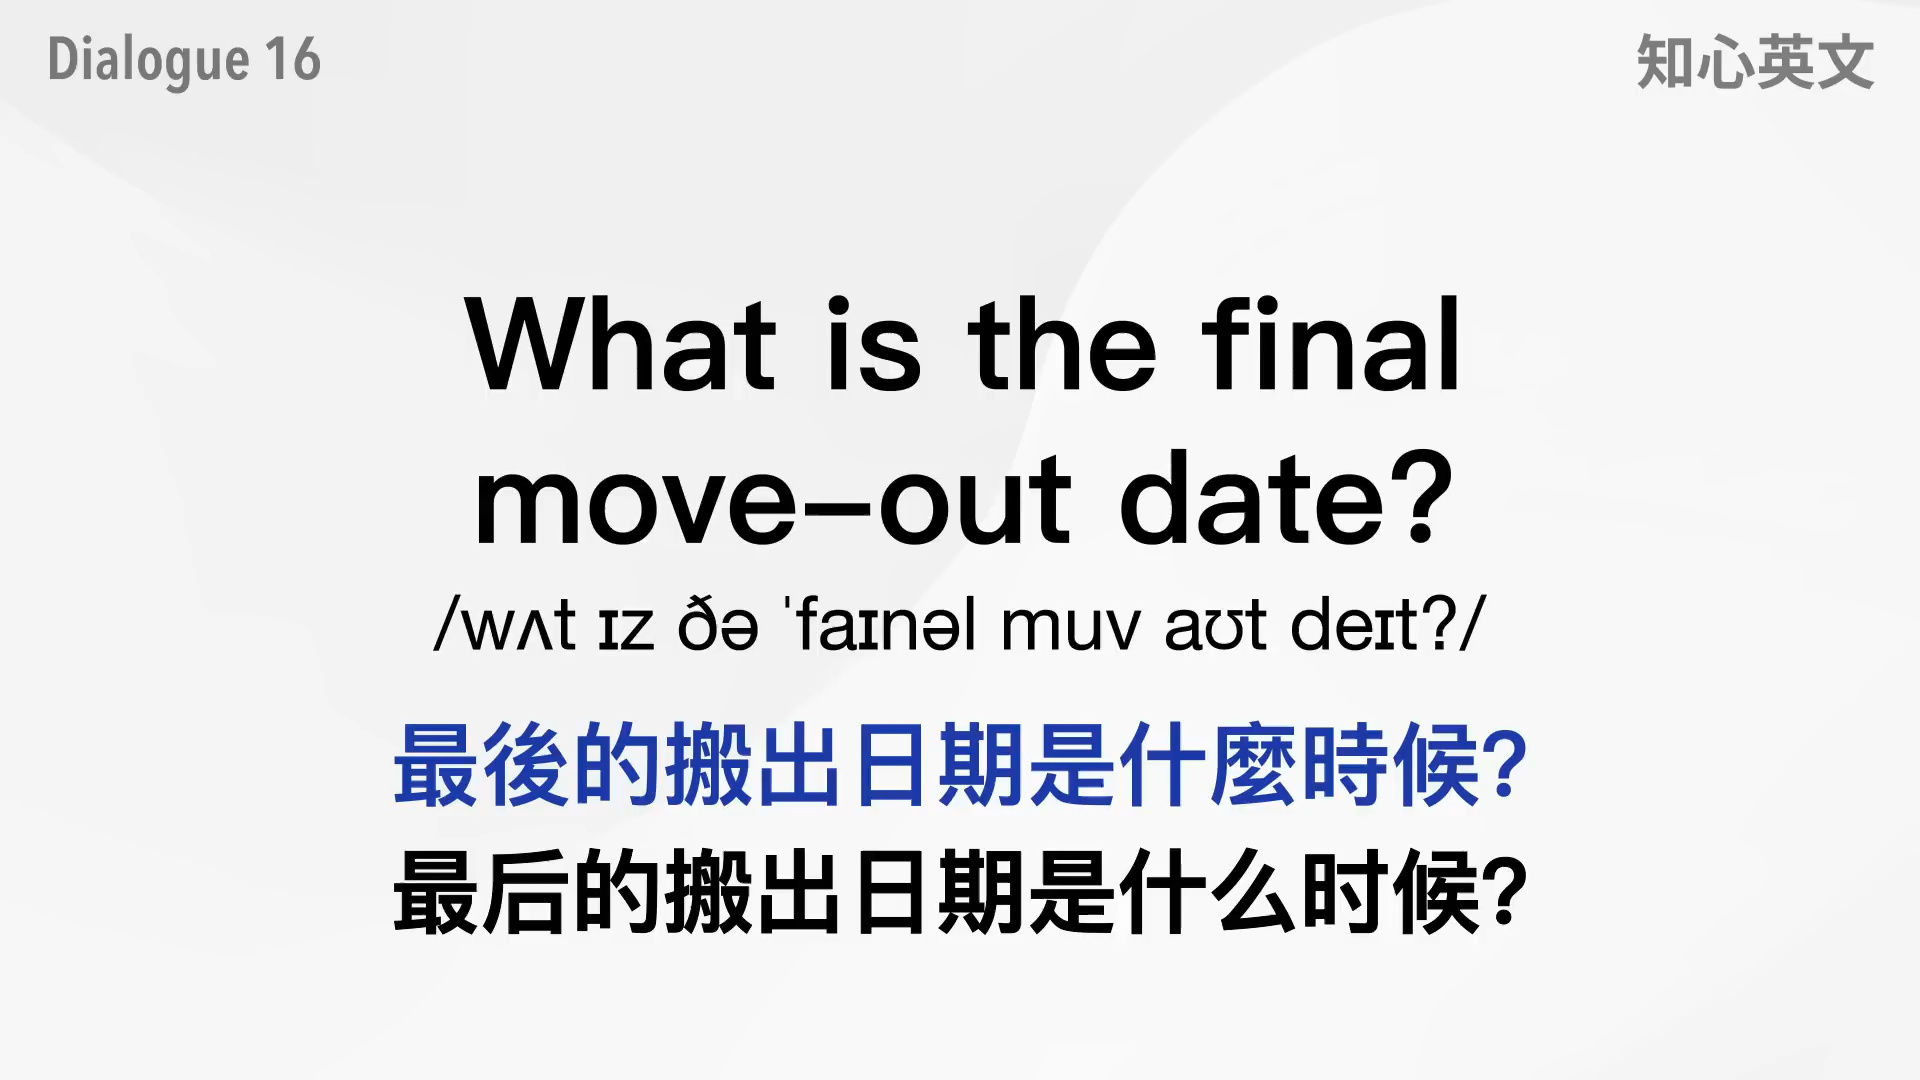 Dialogue 16
知心英文
What is the final
move-out date?
/wʌt ɪz ðə ˈfaɪnəl muv aʊt deɪt?/
最後的搬出日期是什麼時候?
最后的搬出日期是什么时候?